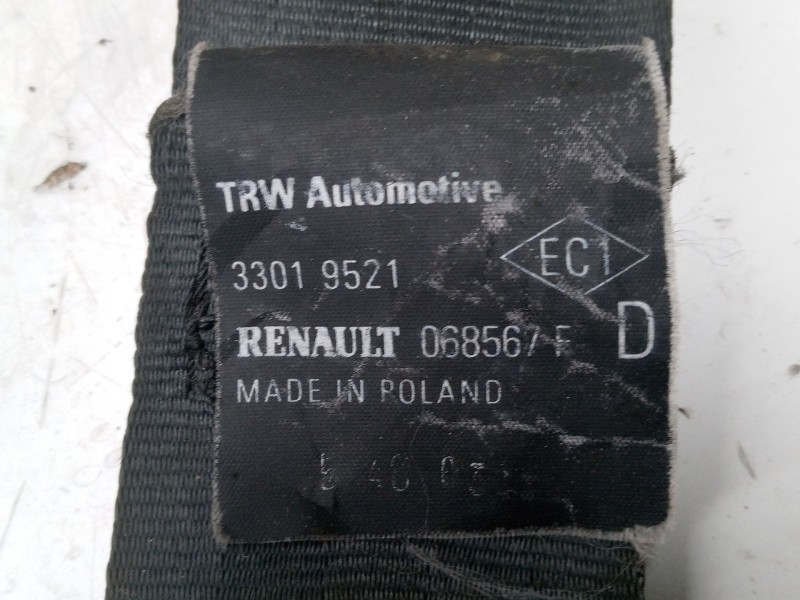 TRW Automotive
EC1
3301 9521
RENAULT 068567-F D
MADE IN POLAND